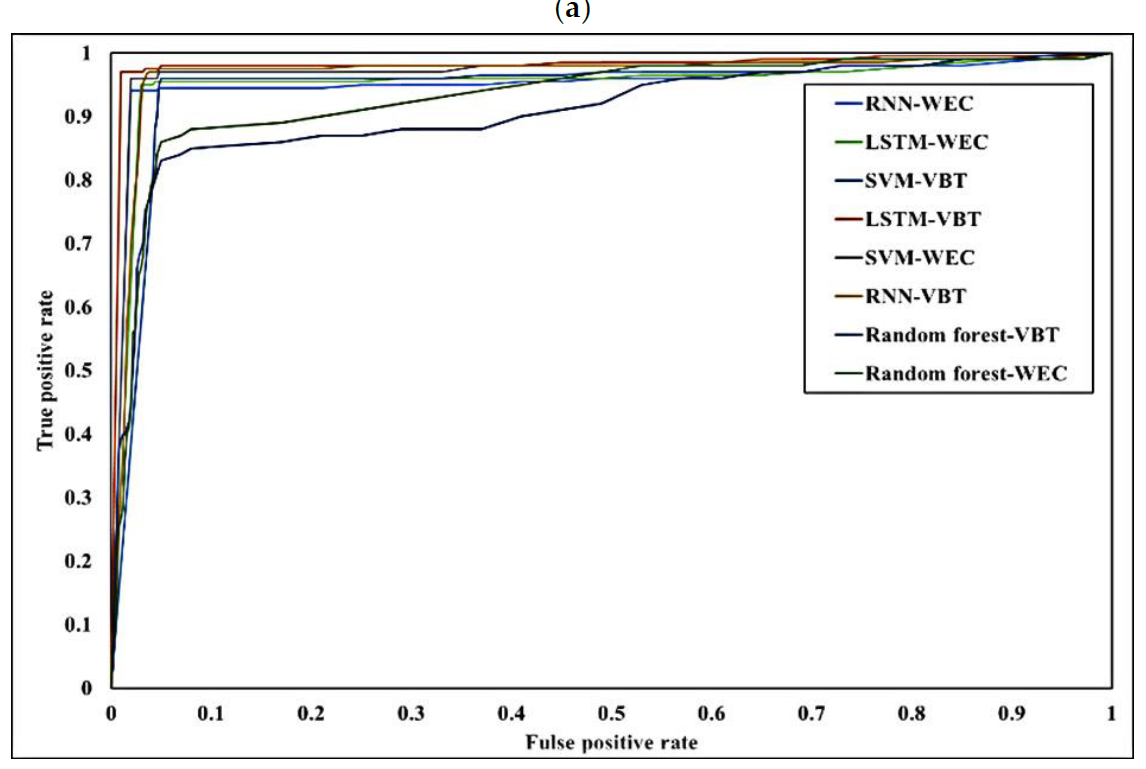 (a)
1
0.9
0.8
0.7
0.6
0.5
0.4
0.3
0.2
0.1
0
True positive rate
0 0.1 0.2 0.3 0.4 0.5 0.6 0.7 0.8 0.9 1
Fulse positive rate
RNN-WEC
LSTM-WEC
SVM-VBT
LSTM-VBT
SVM-WEC
RNN-VBT
Random forest-VBT
Random forest-WEC